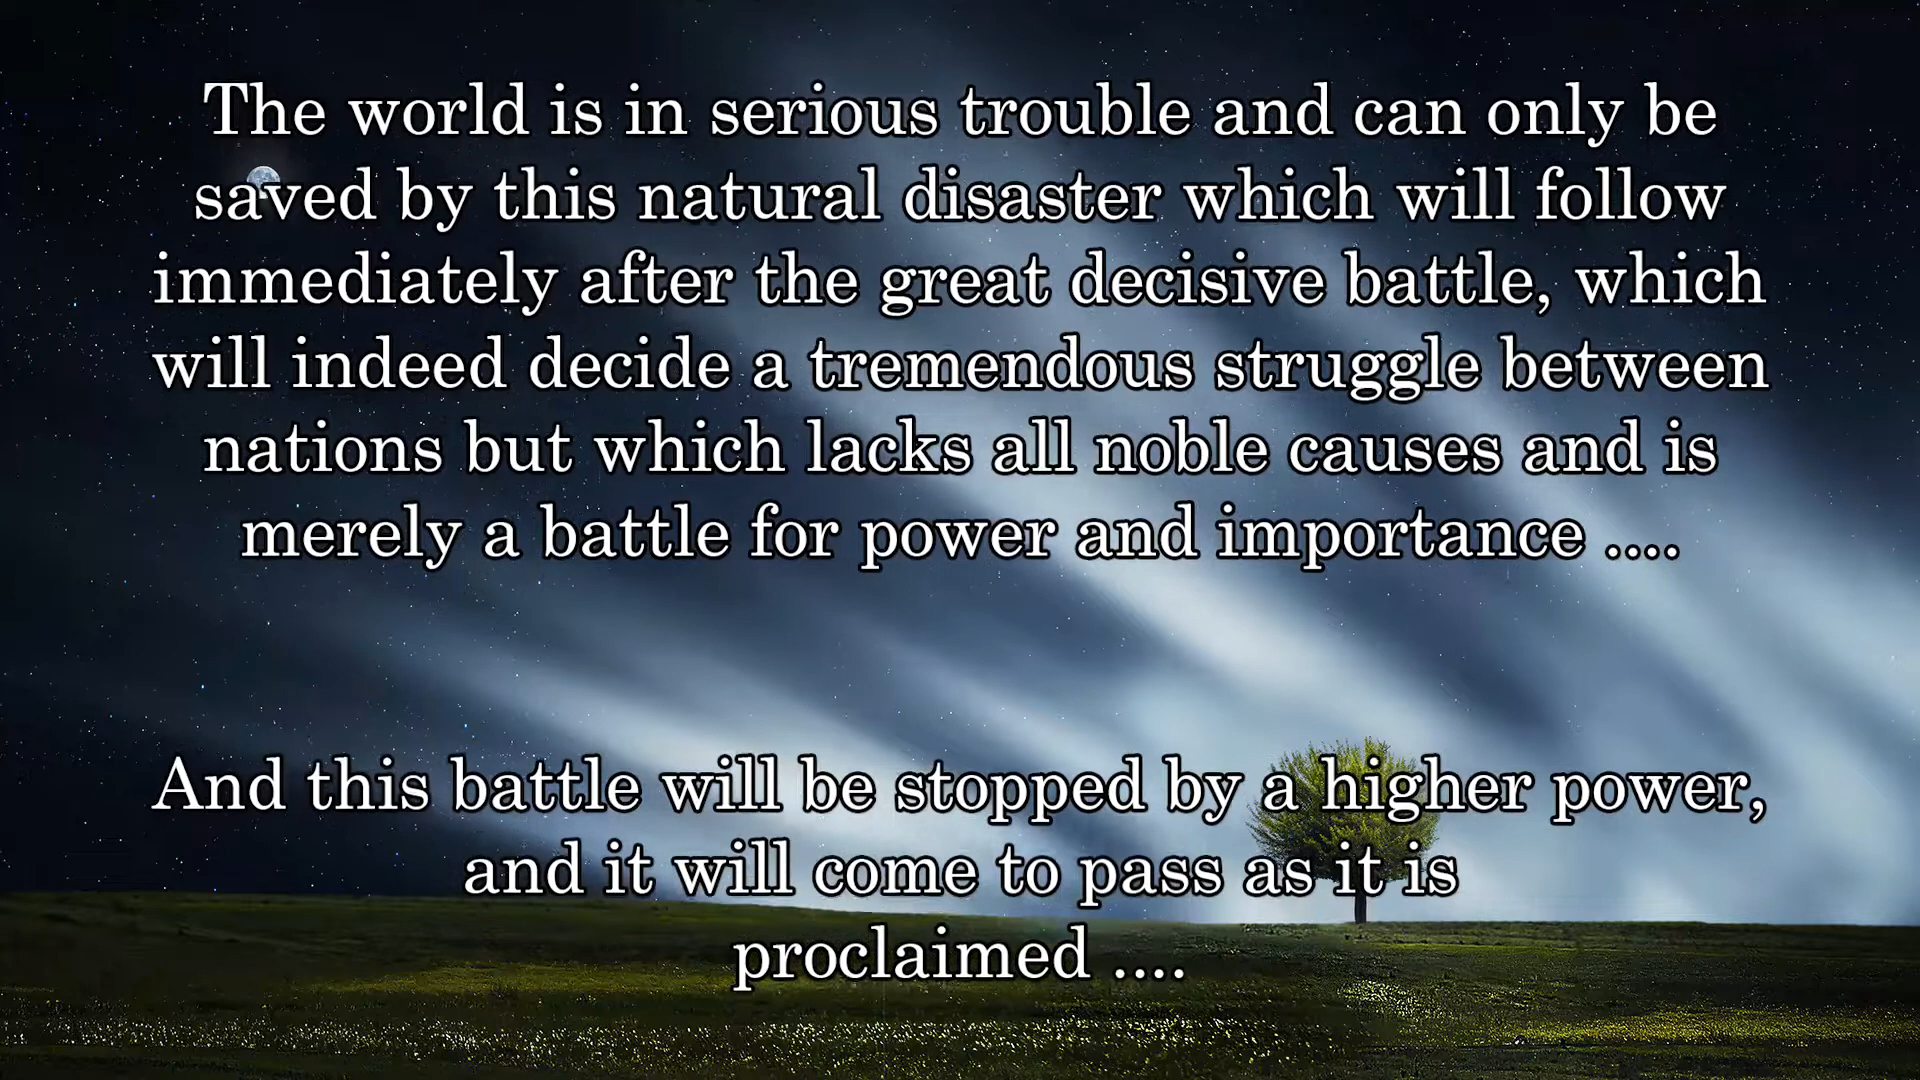 The world is in serious trouble and can only be
saved by this natural disaster which will follow
immediately after the great decisive battle, which
will indeed decide a tremendous struggle between
nations but which lacks all noble causes and is
merely a battle for power and importance ....
And this battle will be stopped by a higher power,
and it will come to pass as it is
proclaimed ....